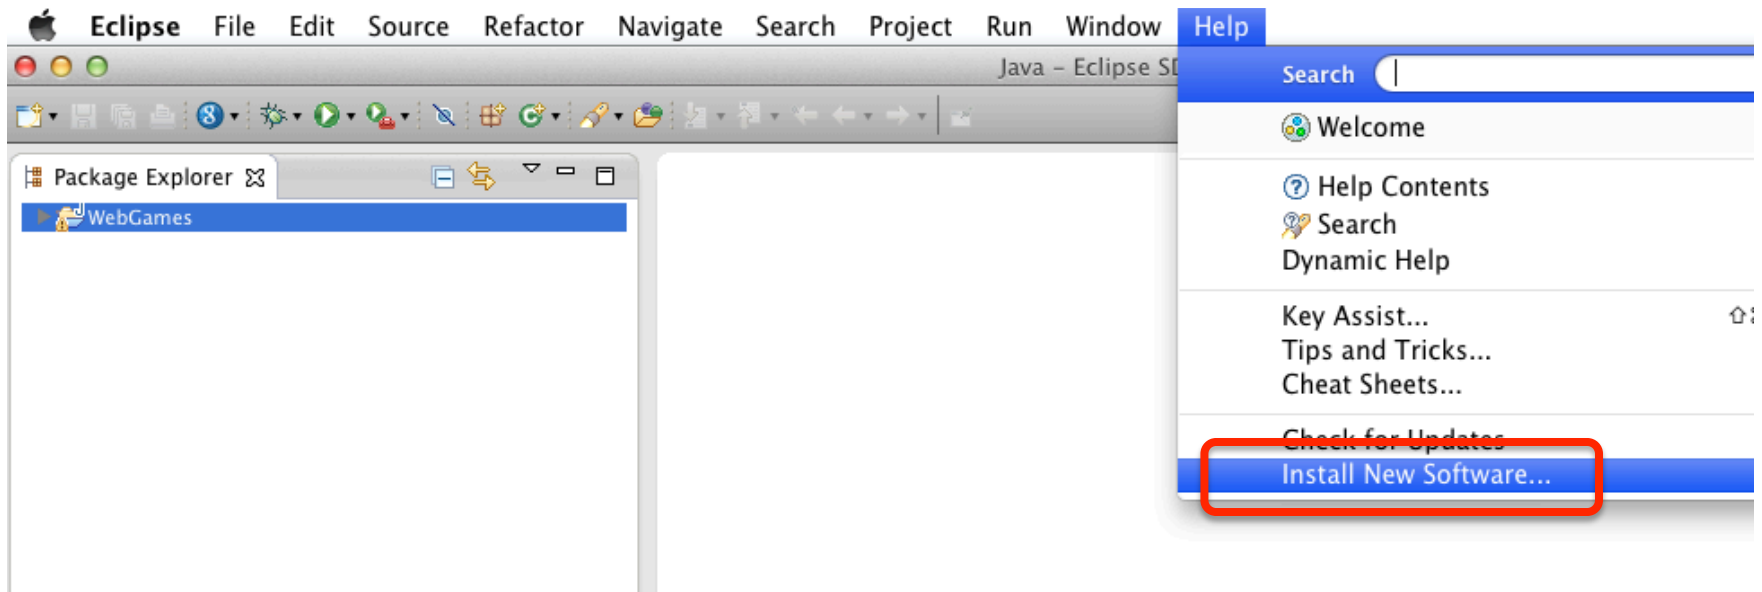 Eclipse File Edit Source Refactor Navigate Search Project Run Window Help
Java – Eclipse SD
Search
Welcome
Package Explorer
Help Contents
WebGames
Search
Dynamic Help
Key Assist...
Tips and Tricks...
Cheat Sheets...
Check for Updates
Install New Software...